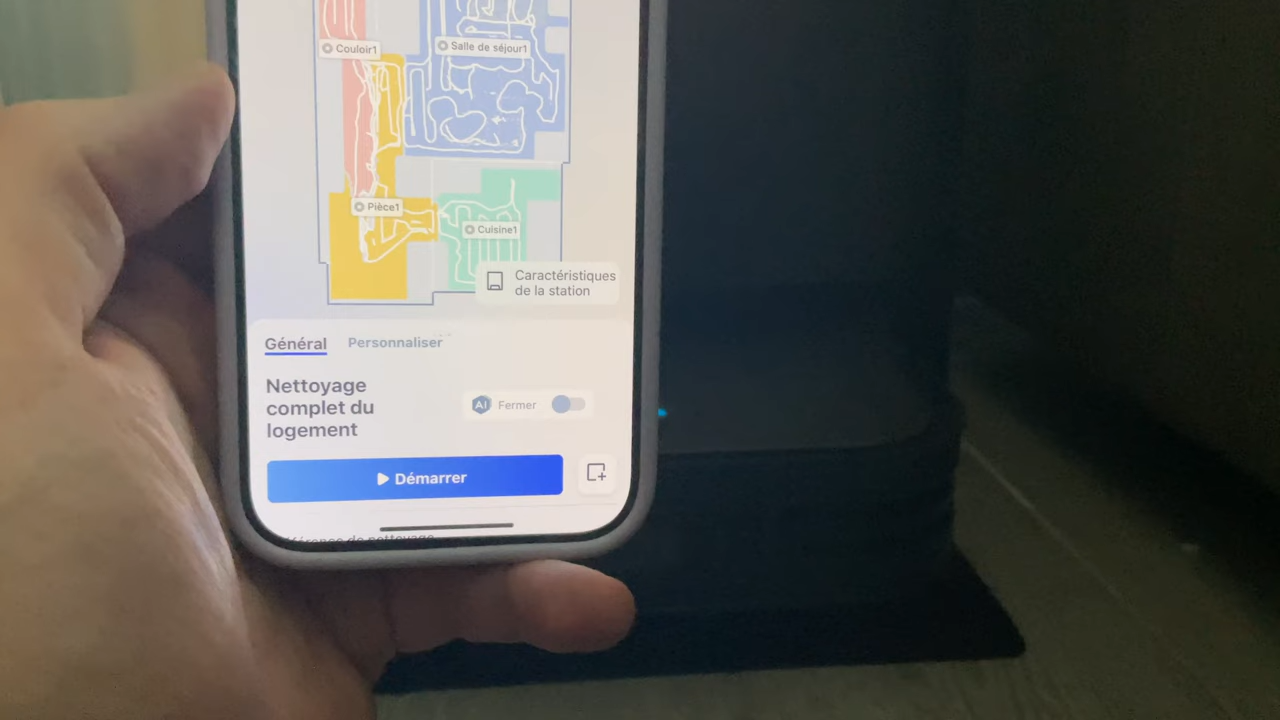 Couloir1
Salle de séjour1
Pièce1
Cuisine1
Caractéristiques
de la station
Général
Personnaliser
Nettoyage
complet du
logement
AI Fermer
Démarrer